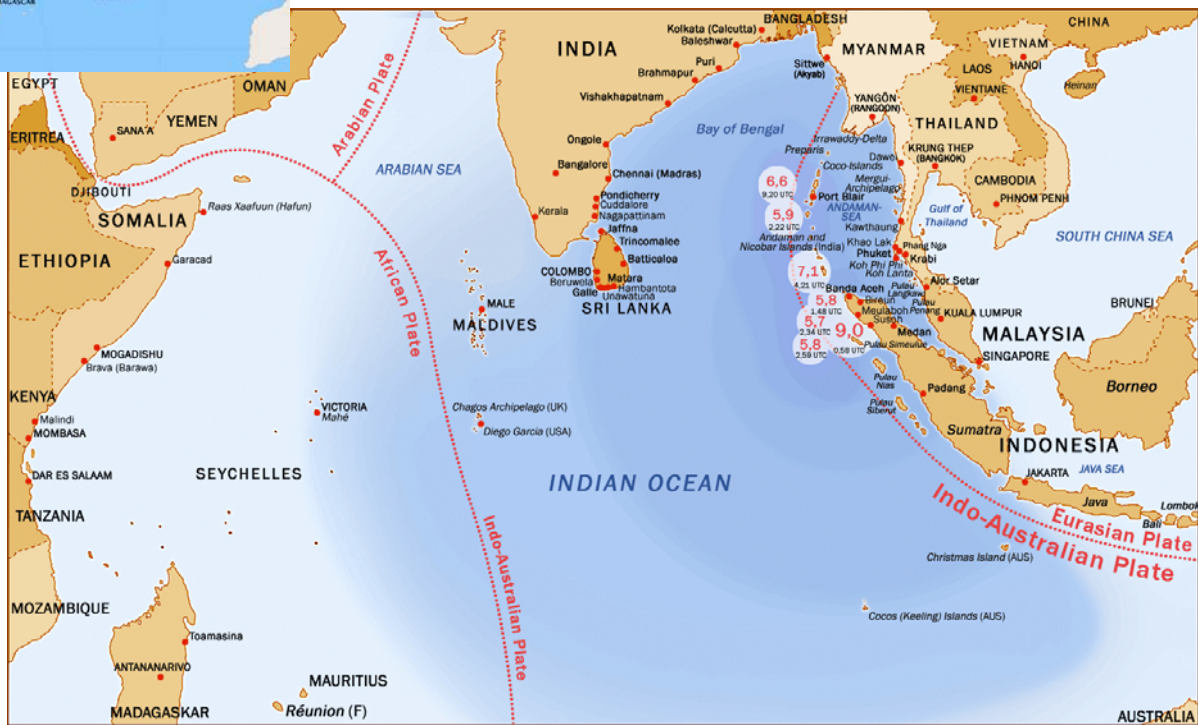 EGYPT
OMAN
ERITREA
SANA'A
YEMEN
DJIBOUTI
SOMALIA
Raas Xaafuun (Hafun)
ETHIOPIA
Garacad
MOGADISHU
Brava (Barawa)
KENYA
Malindi
MOMBASA
DAR ES SALAAM
TANZANIA
MOZAMBIQUE
Toamasina
ANTANANARIVO
MADAGASKAR
MAURITIUS
Réunion (F)
SEYCHELLES
VICTORIA
Mahé
Arabian Plate
African Plate
Indo-Australian Plate
ARABIAN SEA
MALE
MALDIVES
Chagos Archipelago (UK)
Diego Garcia (USA)
INDIAN OCEAN
INDIA
Kolkata (Calcutta)
Baleshwar
Puri
Brahmapur
Vishakhapatnam
Ongole
Bangalore
Chennai (Madras)
Pondicherry
Cuddalore
Nagapattinam
Kerala
Jaffna
Trincomalee
Batticaloa
COLOMBO
Beruwela
Galle
Matara
Hambantota
Unawatuna
SRI LANKA
BANGLADESH
CHINA
MYANMAR
Sittwe
(Akyab)
VIETNAM
HANOI
LAOS
VIENTIANE
Heinan
YANGÔN
(RANGOON)
THAILAND
KRUNG THEP
(BANGKOK)
CAMBODIA
PHNOM PENH
Bay of Bengal
Irrawaddy-Delta
Preparis
Coco-Islands
Dawei
Mergui-
Archipelago
Port Blair
ANDAMAN-
SEA
Kawthaung
Gulf of
Thailand
SOUTH CHINA SEA
Andaman and
Nicobar Islands (India)
Khao Lak
Phang Nga
Phuket
Krabi
Koh Phi Phi
Koh Lanta
Alor Setar
Pulau
Langkawi
Pulau
Penang
Banda Aceh
Bireun
Meulaboh
Susoh
Medan
Pulau Simeulue
KUALA LUMPUR
MALAYSIA
SINGAPORE
BRUNEI
Borneo
Pulau
Nias
Pulau
Siberut
Padang
Sumatra
INDONESIA
JAKARTA
JAVA SEA
Java
Bali
Lombok
6,6
9,20 UTC
5,9
2,22 UTC
7,1
4,21 UTC
5,8
1,48 UTC
5,7
2,34 UTC
9,0
0,58 UTC
5,8
2,59 UTC
Eurasian Plate
Indo-Australian Plate
Christmas Island (AUS)
Cocos (Keeling) Islands (AUS)
AUSTRALIA